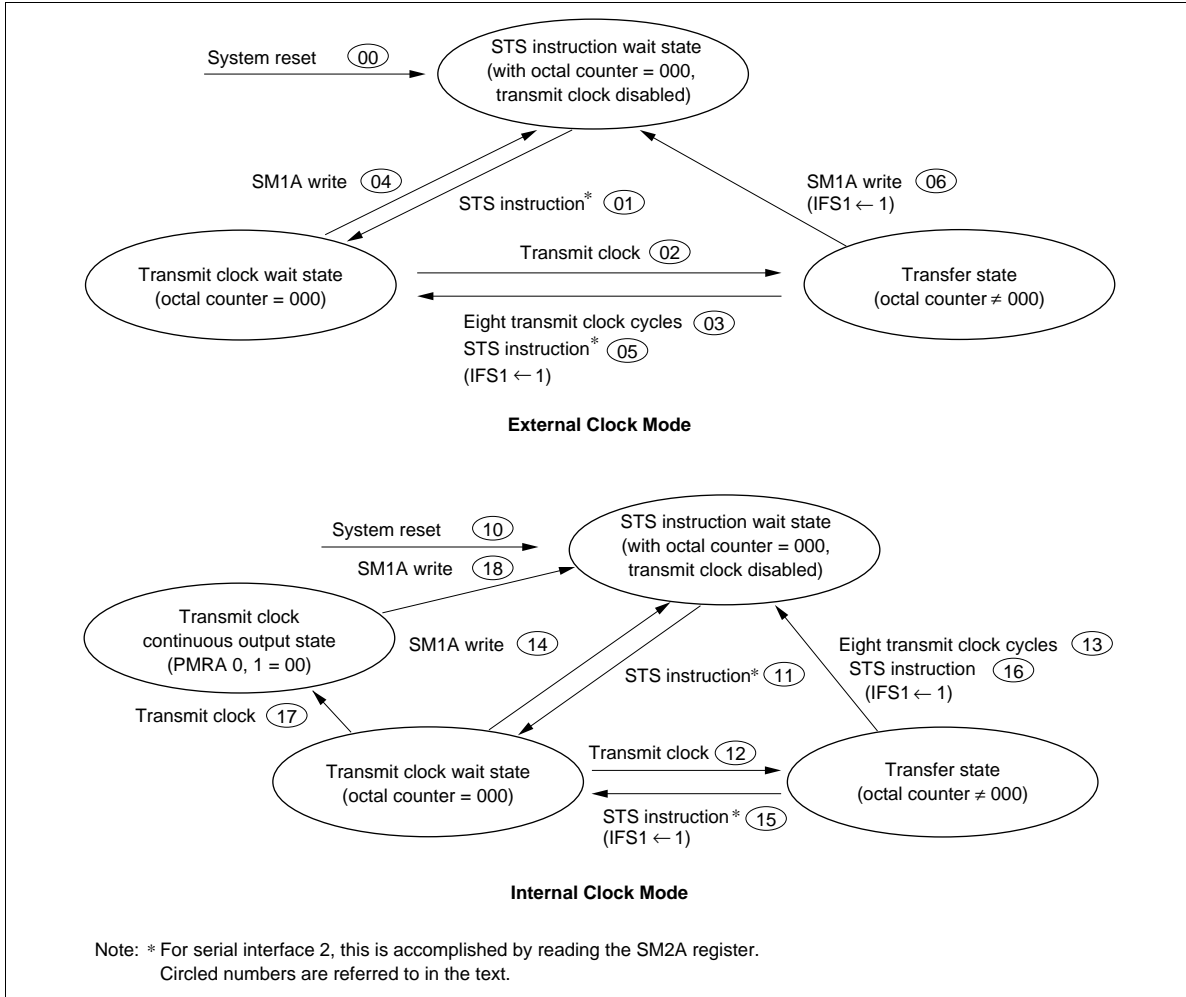 System reset 00
STS instruction wait state
(with octal counter = 000,
transmit clock disabled)
SM1A write 04
STS instruction* 01
SM1A write 06
(IFS1 ← 1)
Transmit clock wait state
(octal counter = 000)
Transmit clock 02
Transfer state
(octal counter ≠ 000)
Eight transmit clock cycles 03
STS instruction* 05
(IFS1 ← 1)
External Clock Mode
System reset 10
STS instruction wait state
(with octal counter = 000,
transmit clock disabled)
SM1A write 18
Transmit clock
continuous output state
(PMRA 0, 1 = 00)
SM1A write 14
STS instruction* 11
Eight transmit clock cycles 13
STS instruction 16
(IFS1 ← 1)
Transmit clock 17
Transmit clock wait state
(octal counter = 000)
Transmit clock 12
Transfer state
(octal counter ≠ 000)
STS instruction* 15
(IFS1 ← 1)
Internal Clock Mode
Note: * For serial interface 2, this is accomplished by reading the SM2A register.
Circled numbers are referred to in the text.